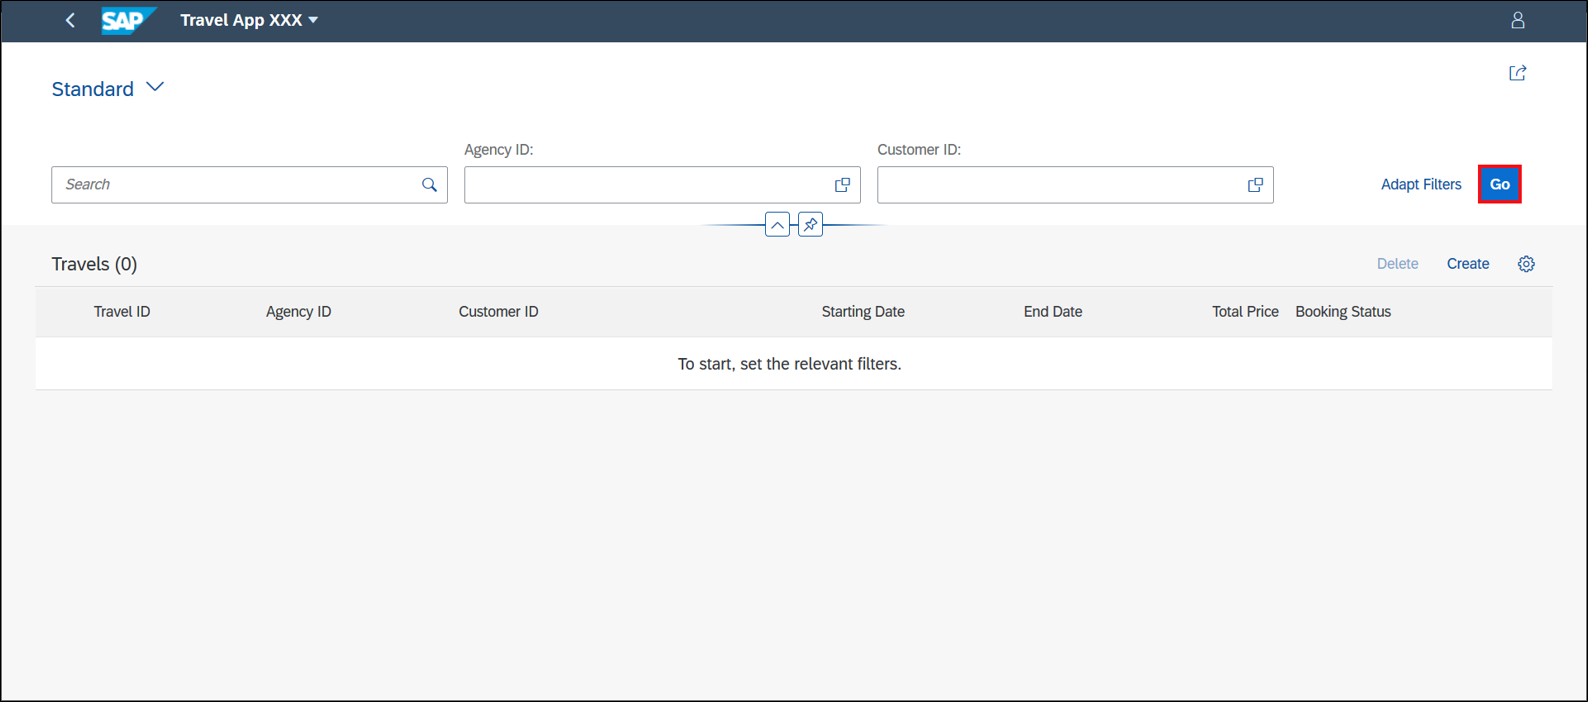 SAP Travel App XXX
Standard
Agency ID: Customer ID:
Search Adapt Filters Go
Travels (0) Delete Create
Travel ID Agency ID Customer ID Starting Date End Date Total Price Booking Status
To start, set the relevant filters.